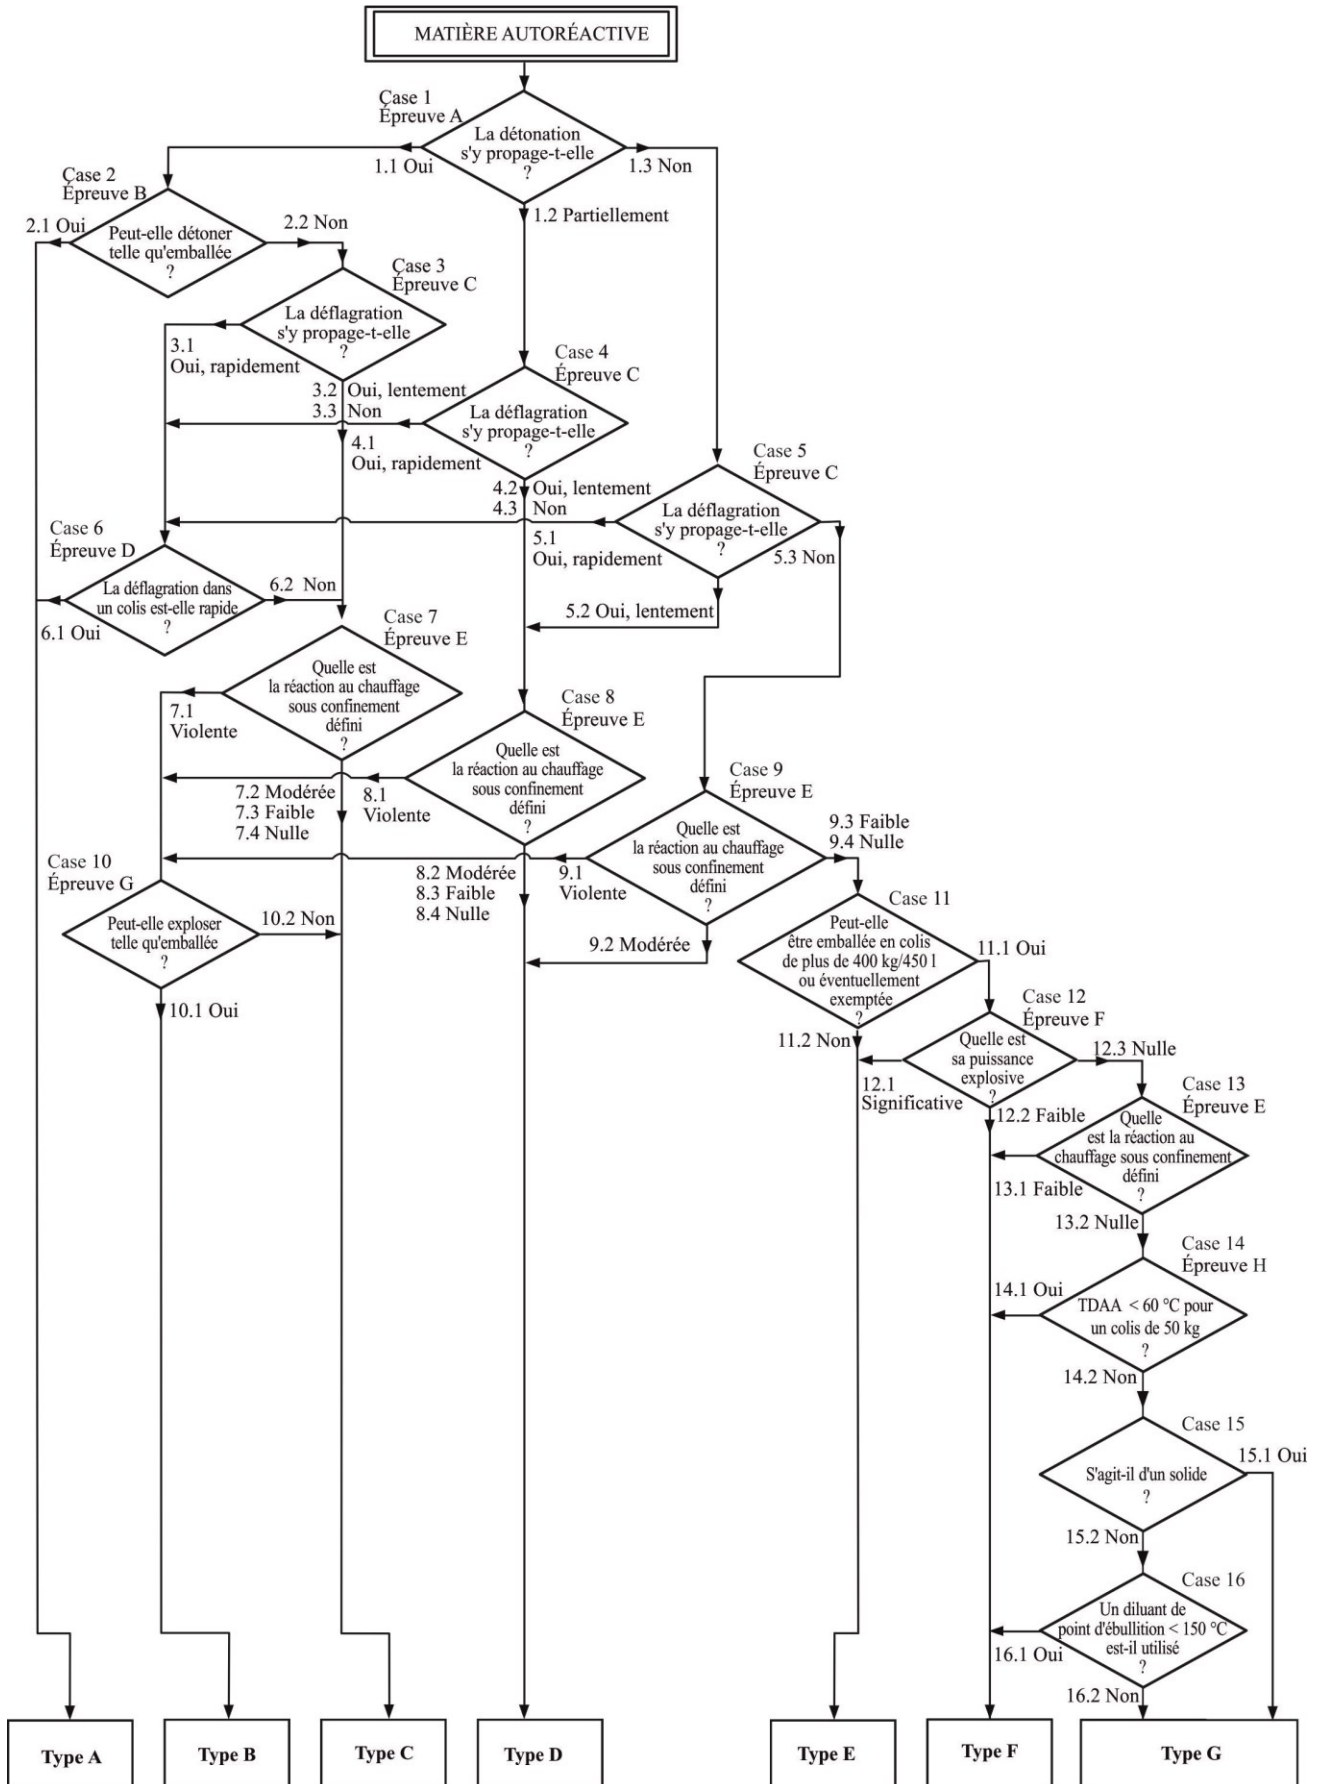 MATIÈRE AUTORÉACTIVE
Case 1
Épreuve A
La détonation
s'y propage-t-elle
?
1.1 Oui
1.3 Non
1.2 Partiellement
Case 2
Épreuve B
2.1 Oui
Peut-elle détoner
telle qu'emballée
?
2.2 Non
Case 3
Épreuve C
La déflagration
s'y propage-t-elle
?
3.1
Oui, rapidement
3.2 Oui, lentement
3.3 Non
Case 4
Épreuve C
La déflagration
s'y propage-t-elle
?
4.1
Oui, rapidement
4.2 Oui, lentement
4.3 Non
Case 5
Épreuve C
La déflagration
s'y propage-t-elle
?
5.1
Oui, rapidement
5.3 Non
5.2 Oui, lentement
Case 6
Épreuve D
La déflagration dans
un colis est-elle rapide
?
6.2 Non
6.1 Oui
Case 7
Épreuve E
Quelle est
la réaction au chauffage
sous confinement
défini
?
7.1
Violente
7.2 Modérée
7.3 Faible
7.4 Nulle
Case 8
Épreuve E
Quelle est
la réaction au chauffage
sous confinement
défini
?
8.1
Violente
8.2 Modérée
8.3 Faible
8.4 Nulle
Case 9
Épreuve E
Quelle est
la réaction au chauffage
sous confinement
défini
?
9.1
Violente
9.2 Modérée
9.3 Faible
9.4 Nulle
Case 10
Épreuve G
Peut-elle exploser
telle qu'emballée
?
10.2 Non
10.1 Oui
Case 11
Peut-elle
être emballée en colis
de plus de 400 kg/450 l
ou éventuellement
exemptée
?
11.1 Oui
11.2 Non
Case 12
Épreuve F
Quelle est
sa puissance
explosive
?
12.1
Significative
12.2 Faible
12.3 Nulle
Case 13
Épreuve E
Quelle
est la réaction au
chauffage sous confinement
défini
?
13.1 Faible
13.2 Nulle
Case 14
Épreuve H
14.1 Oui
TDAA < 60 °C pour
un colis de 50 kg
?
14.2 Non
Case 15
S'agit-il d'un solide
?
15.1 Oui
15.2 Non
Case 16
Un diluant de
point d'ébullition < 150 °C
est-il utilisé
?
16.1 Oui
16.2 Non
Type A
Type B
Type C
Type D
Type E
Type F
Type G